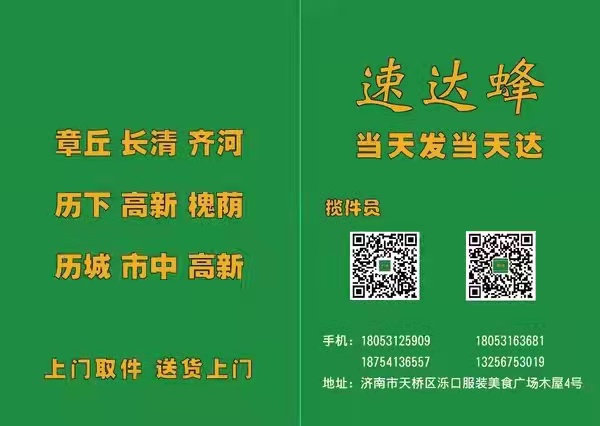 章丘 长清 齐河
历下 高新 槐荫
历城 市中 高新
上门取件 送货上门
速达蜂
当天发当天达
揽件员
手机：18053125909 18053163681
18754136557 13256753019
地址：济南市天桥区泺口服装美食广场木屋4号